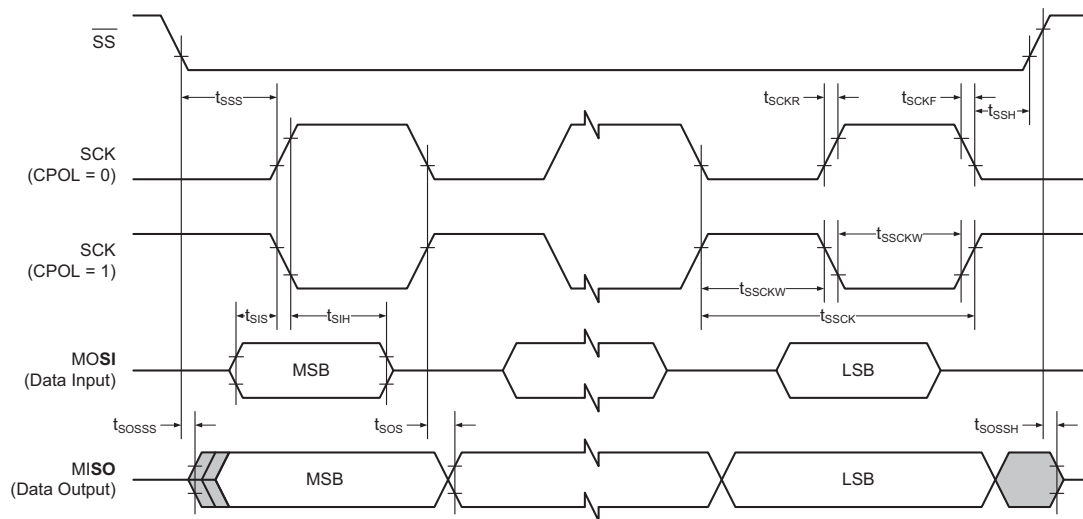 SS
tSSS
tSCKR
tSCKF
tSSH
SCK
(CPOL = 0)
SCK
(CPOL = 1)
tSSCKW
tSSCKW
tSSCK
tSIS
tSIH
MOSI
(Data Input)
MSB
LSB
tSOSSS
tSOS
tSOSSH
MISO
(Data Output)
MSB
LSB